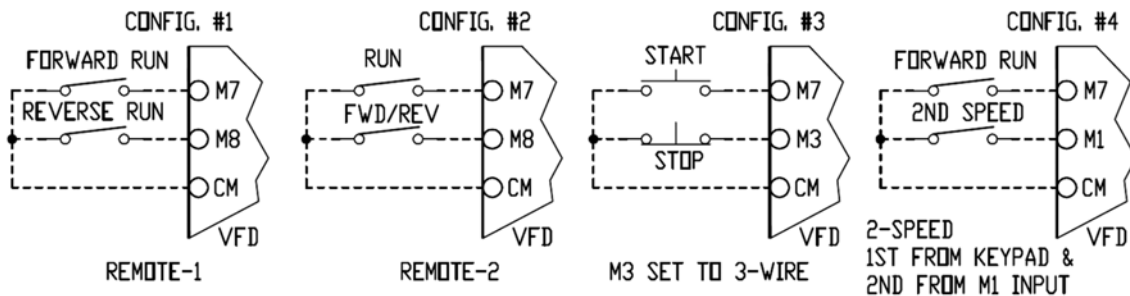 CONFIG. #1
FORWARD RUN
M7
REVERSE RUN
M8
CM
VFD
REMOTE-1
CONFIG. #2
RUN
M7
FWD/REV
M8
CM
VFD
REMOTE-2
CONFIG. #3
START
M7
M3
STOP
CM
VFD
M3 SET TO 3-WIRE
CONFIG. #4
FORWARD RUN
M7
2ND SPEED
M1
CM
VFD
2-SPEED
1ST FROM KEYPAD &
2ND FROM M1 INPUT